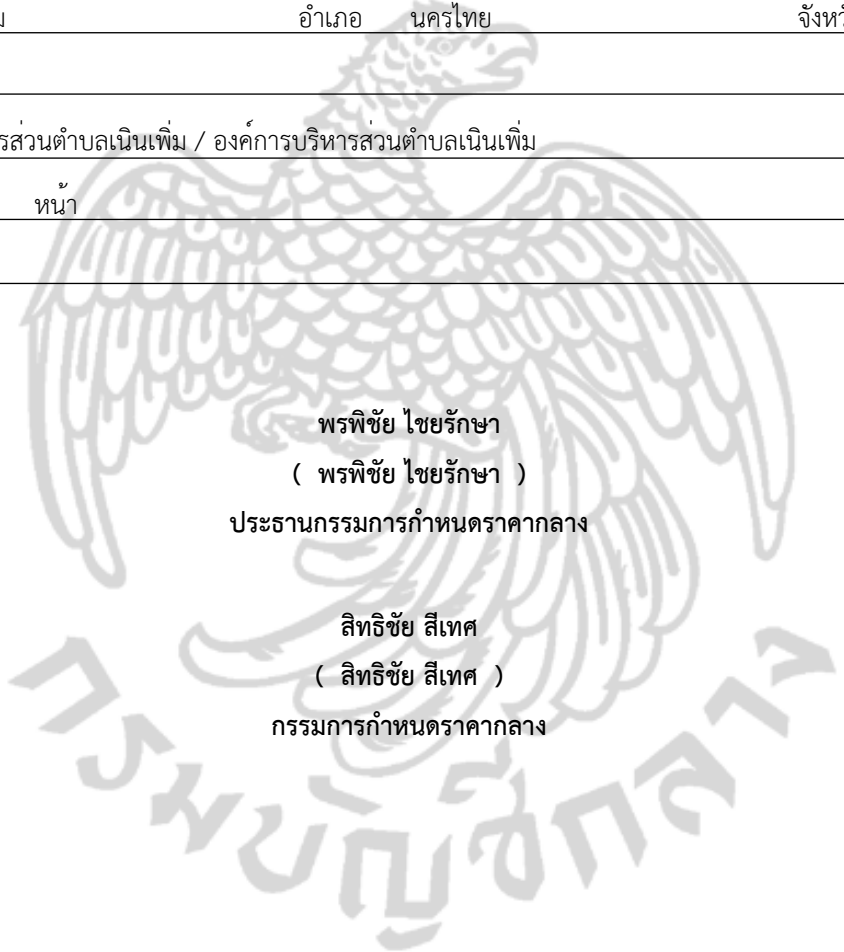 อำเภอ นครไทย
รส่วนตำบลเนินเพิ่ม / องค์การบริหารส่วนตำบลเนินเพิ่ม
หน้า
พรพิชัย ไชยรักษา
( พรพิชัย ไชยรักษา )
ประธานกรรมการกำหนดราคากลาง
สิทธิชัย สีเทศ
( สิทธิชัย สีเทศ )
กรรมการกำหนดราคากลาง
กรมบัญชีกลาง